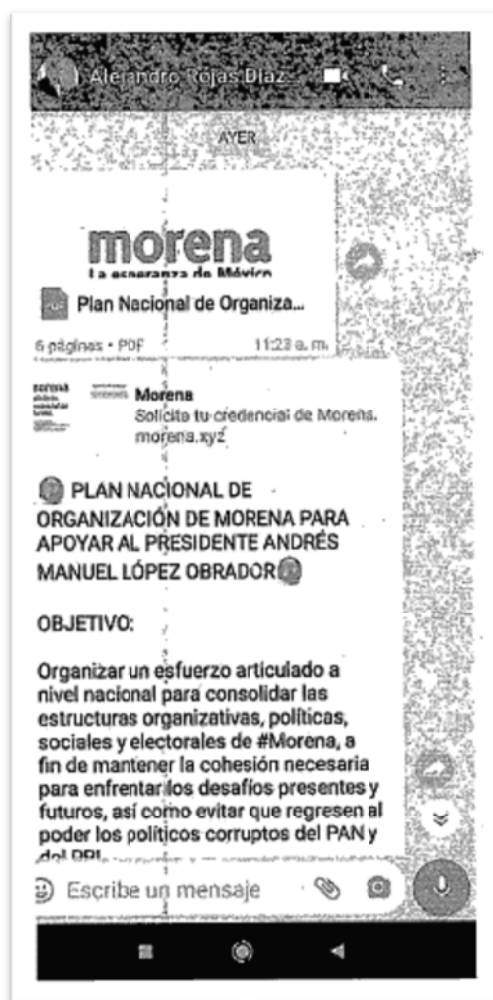 Alejandro Rojas Díaz...
AYER
morena
La esperanza de México
Plan Nacional de Organiza...
6 páginas • PDF
11:23 a. m.
morena
Morena
Solicita tu credencial de Morena.
morena.xyz
PLAN NACIONAL DE
ORGANIZACIÓN DE MORENA PARA
APOYAR AL PRESIDENTE ANDRÉS
MANUEL LÓPEZ OBRADOR
OBJETIVO:
Organizar un esfuerzo articulado a
nivel nacional para consolidar las
estructuras organizativas, políticas,
sociales y electorales de #Morena, a
fin de mantener la cohesión necesaria
para enfrentar los desafíos presentes y
futuros, así como evitar que regresen al
poder los políticos corruptos del PAN y
del PRI
Escribe un mensaje